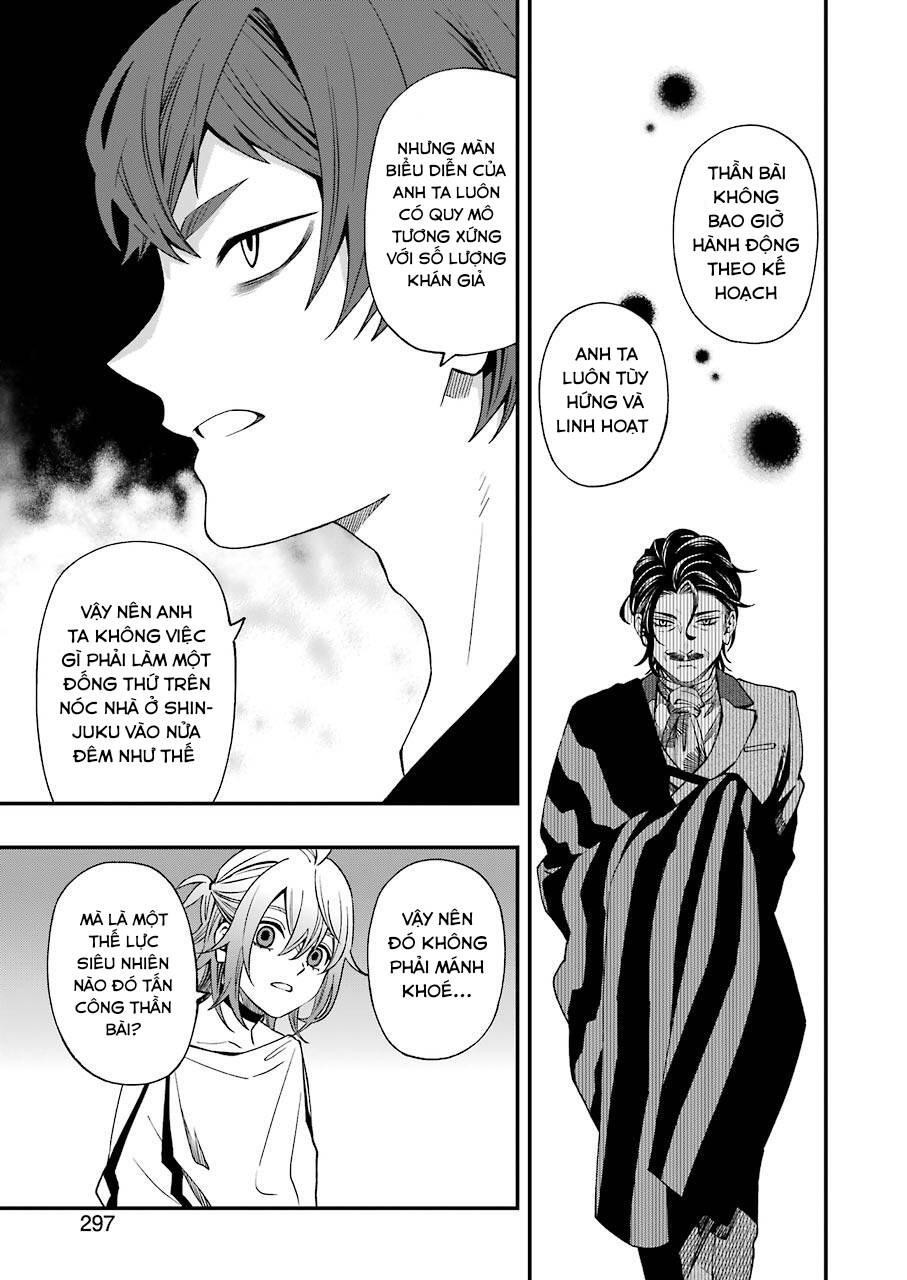 THẦN BÀI
KHÔNG
BAO GIỜ
HÀNH ĐỘNG
THEO KẾ
HOẠCH
ANH TA
LUÔN TÙY
HỨNG VÀ
LINH HOẠT
NHƯNG MÀN
BIỂU DIỄN CỦA
ANH TA LUÔN
CÓ QUY MÔ
TƯƠNG XỨNG
VỚI SỐ LƯỢNG
KHÁN GIẢ
VẬY NÊN ANH
TA KHÔNG VIỆC
GÌ PHẢI LÀM MỘT
ĐỐNG THỨ TRÊN
NÓC NHÀ Ở SHIN-
JUKU VÀO NỬA
ĐÊM NHƯ THẾ
VẬY NÊN
ĐÓ KHÔNG
PHẢI MÁNH
KHOÉ...
MÀ LÀ MỘT
THẾ LỰC
SIÊU NHIÊN
NÀO ĐÓ TẤN
CÔNG THẦN
BÀI?
297